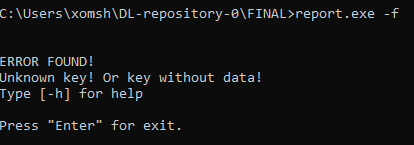 C:\Users\xomsh\DL-repository-0\FINAL>report.exe -f
ERROR FOUND!
Unknown key! Or key without data!
Type [-h] for help
Press "Enter" for exit.